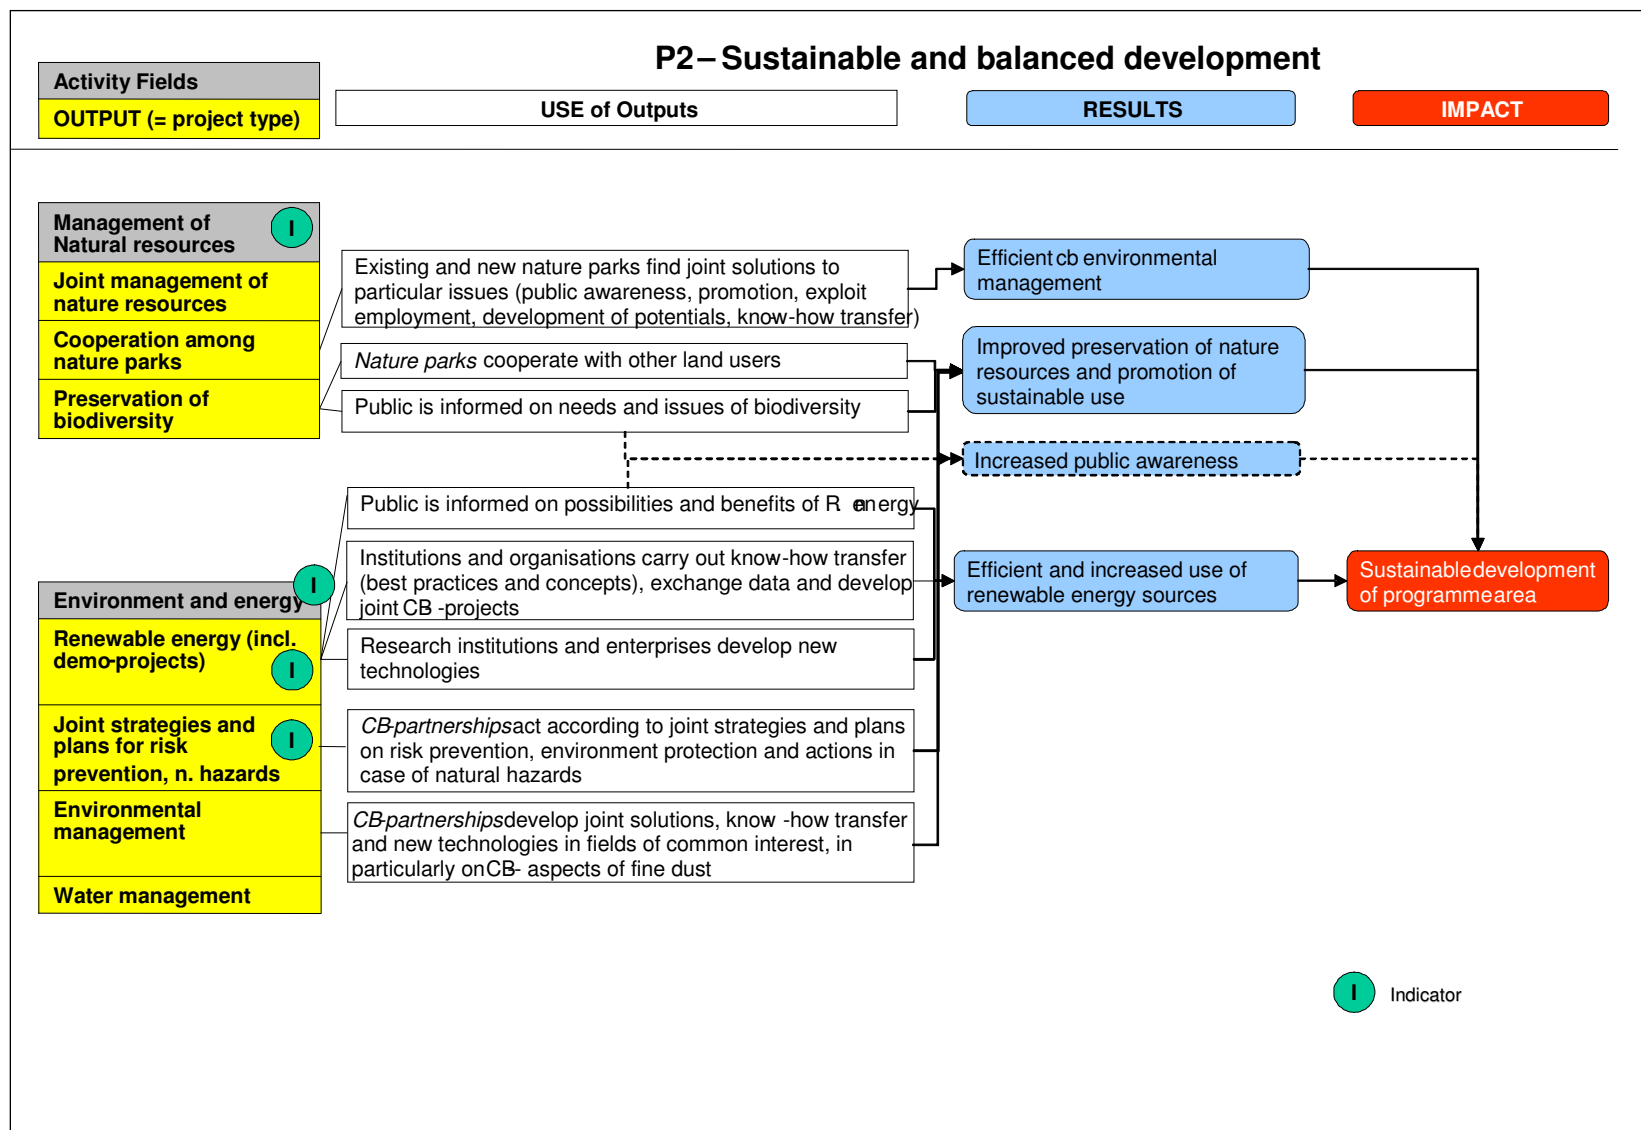 P2– Sustainable and balanced development
Activity Fields
OUTPUT (= project type)
USE of Outputs
RESULTS
IMPACT
Management of
Natural resources
I
Joint management of
nature resources
Cooperation among
nature parks
Preservation of
biodiversity
Existing and new nature parks find joint solutions to
particular issues (public awareness, promotion, exploit
employment, development of potentials, know-how transfer)
Nature parks cooperate with other land users
Public is informed on needs and issues of biodiversity
Efficient cb environmental
management
Improved preservation of nature
resources and promotion of
sustainable use
Increased public awareness
Environment and energy
I
Renewable energy (incl.
demo-projects)
I
Joint strategies and
plans for risk
prevention, n. hazards
I
Environmental
management
Water management
Public is informed on possibilities and benefits of R energy
Institutions and organisations carry out know-how transfer
(best practices and concepts), exchange data and develop
joint CB -projects
Research institutions and enterprises develop new
technologies
CB-partnerships act according to joint strategies and plans
on risk prevention, environment protection and actions in
case of natural hazards
CB-partnerships develop joint solutions, know -how transfer
and new technologies in fields of common interest, in
particularly on CB- aspects of fine dust
Efficient and increased use of
renewable energy sources
Sustainable development
of programme area
I Indicator